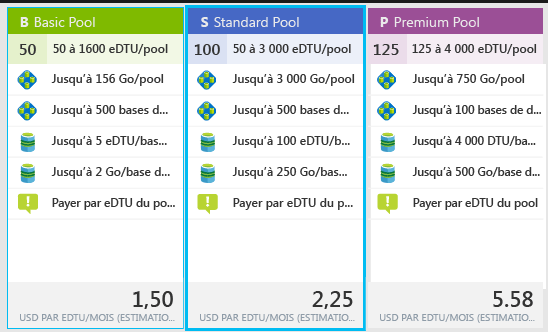 B Basic Pool
50 50 à 1600 eDTU/pool
Jusqu'à 156 Go/pool
Jusqu'à 500 bases d...
Jusqu'à 5 eDTU/bas...
Jusqu'à 2 Go/base d...
Payer par eDTU du po...
1,50
USD PAR EDTU/MOIS (ESTIMATIO...
S Standard Pool
100 50 à 3 000 eDTU/pool
Jusqu'à 3 000 Go/pool
Jusqu'à 500 bases d...
Jusqu'à 100 eDTU/b...
Jusqu'à 250 Go/bas...
Payer par eDTU du p...
2,25
USD PAR EDTU/MOIS (ESTIMATIO...
P Premium Pool
125 125 à 4 000 eDTU/pool
Jusqu'à 750 Go/pool
Jusqu'à 100 bases de d...
Jusqu'à 4 000 DTU/ba...
Jusqu'à 500 Go/base d...
Payer par eDTU du pool
5.58
USD PAR EDTU/MOIS (ESTIMATIO...